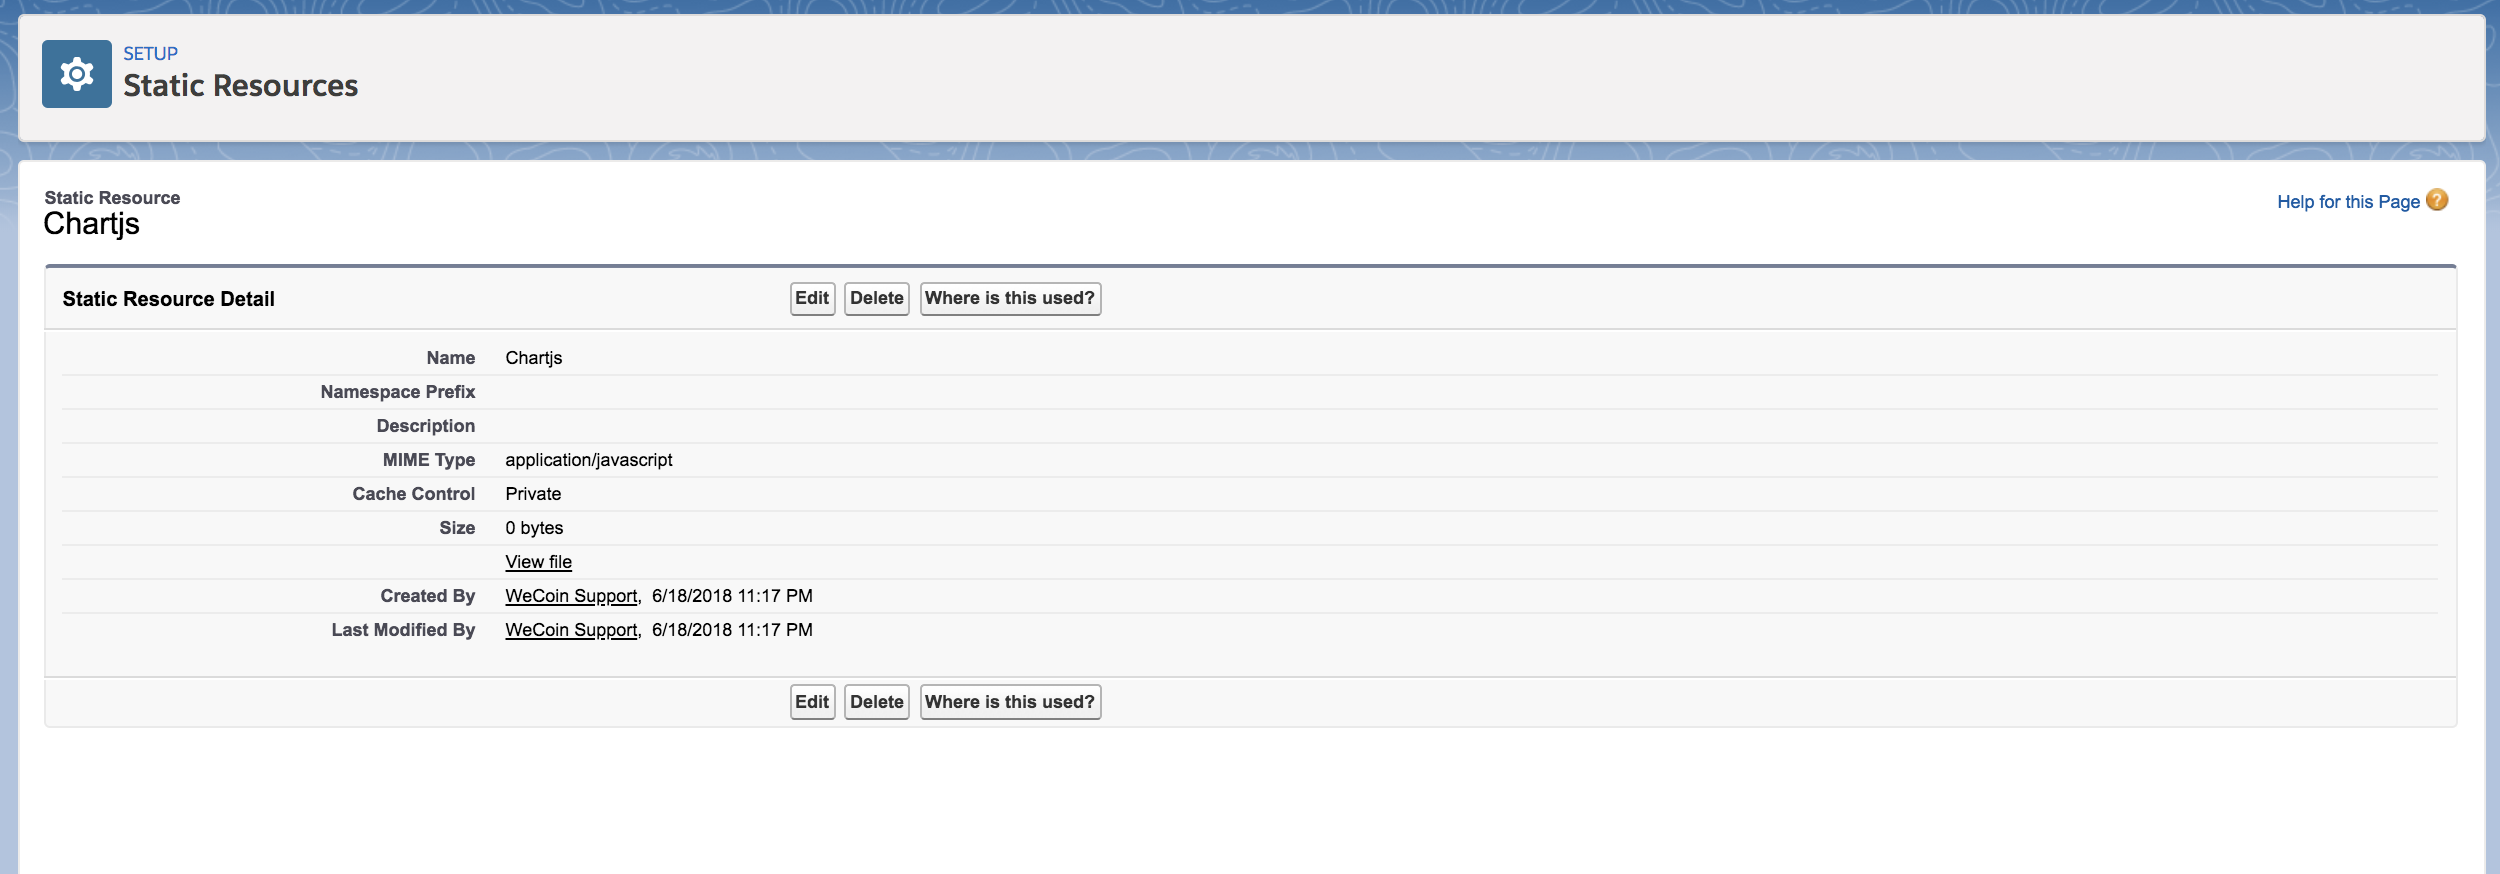 SETUP
Static Resources
Static Resource
Chartjs
Help for this Page ?
Static Resource Detail
Edit Delete Where is this used?
Name Chartjs
Namespace Prefix
Description
MIME Type application/javascript
Cache Control Private
Size 0 bytes
View file
Created By WeCoin Support, 6/18/2018 11:17 PM
Last Modified By WeCoin Support, 6/18/2018 11:17 PM
Edit Delete Where is this used?